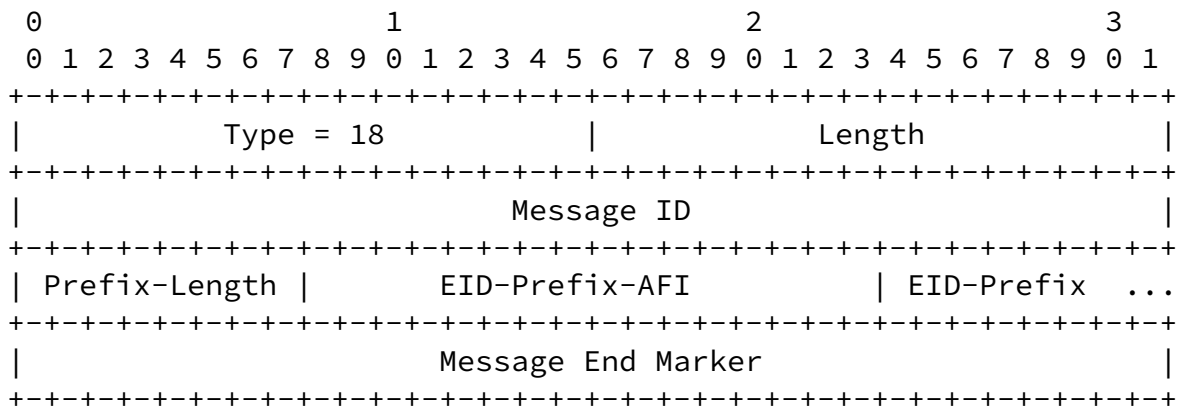 0                   1                   2                   3
 0 1 2 3 4 5 6 7 8 9 0 1 2 3 4 5 6 7 8 9 0 1 2 3 4 5 6 7 8 9 0 1
+-+-+-+-+-+-+-+-+-+-+-+-+-+-+-+-+-+-+-+-+-+-+-+-+-+-+-+-+-+-+-+-+
|           Type = 18           |            Length             |
+-+-+-+-+-+-+-+-+-+-+-+-+-+-+-+-+-+-+-+-+-+-+-+-+-+-+-+-+-+-+-+-+
|                           Message ID                          |
+-+-+-+-+-+-+-+-+-+-+-+-+-+-+-+-+-+-+-+-+-+-+-+-+-+-+-+-+-+-+-+-+
| Prefix-Length |       EID-Prefix-AFI          | EID-Prefix  ...
+-+-+-+-+-+-+-+-+-+-+-+-+-+-+-+-+-+-+-+-+-+-+-+-+-+-+-+-+-+-+-+-+
|                       Message End Marker                      |
+-+-+-+-+-+-+-+-+-+-+-+-+-+-+-+-+-+-+-+-+-+-+-+-+-+-+-+-+-+-+-+-+